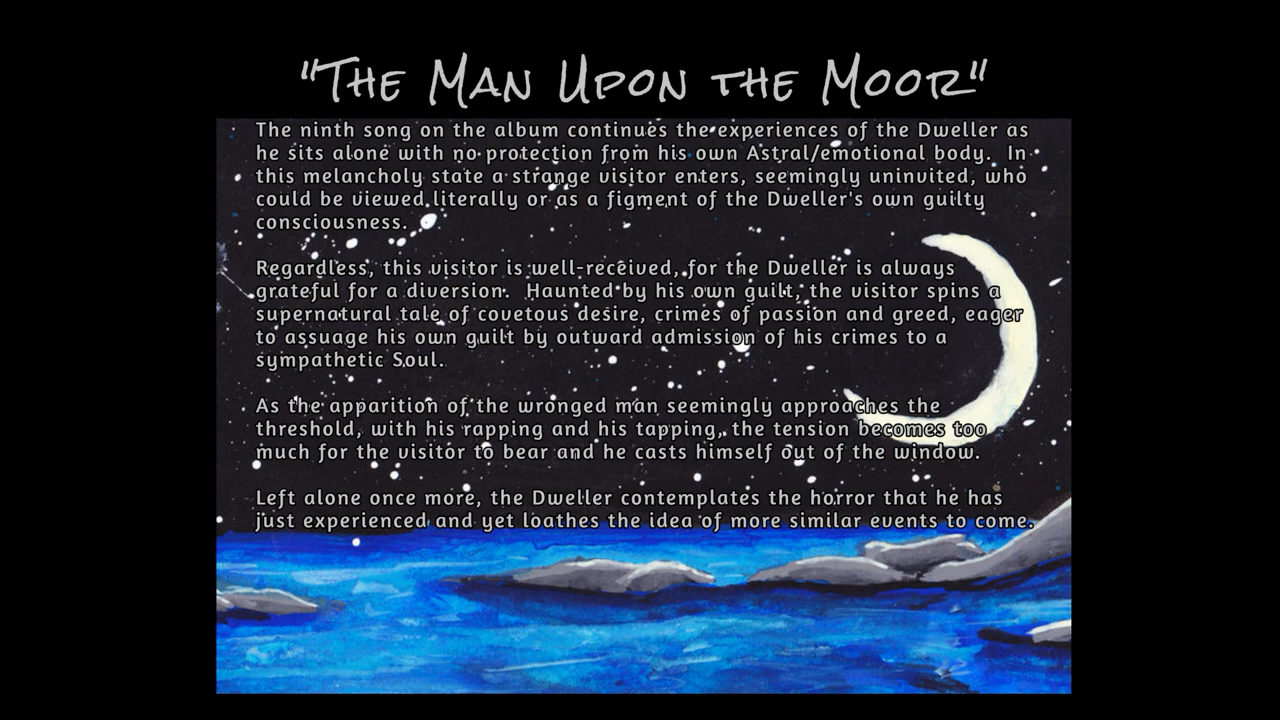 "The Man Upon the Moor"
The ninth song on the album continues the experiences of the Dweller as
he sits alone with no protection from his own Astral/emotional body.  In
this melancholy state a strange visitor enters, seemingly uninvited, who
could be viewed literally or as a figment of the Dweller's own guilty
consciousness.
Regardless, this visitor is well-received, for the Dweller is always
grateful for a diversion.  Haunted by his own guilt, the visitor spins a
supernatural tale of covetous desire, crimes of passion and greed, eager
to assuage his own guilt by outward admission of his crimes to a
sympathetic Soul.
As the apparition of the wronged man seemingly approaches the
threshold, with his rapping and his tapping, the tension becomes too
much for the visitor to bear and he casts himself out of the window.
Left alone once more, the Dweller contemplates the horror that he has
just experienced and yet loathes the idea of more similar events to come.